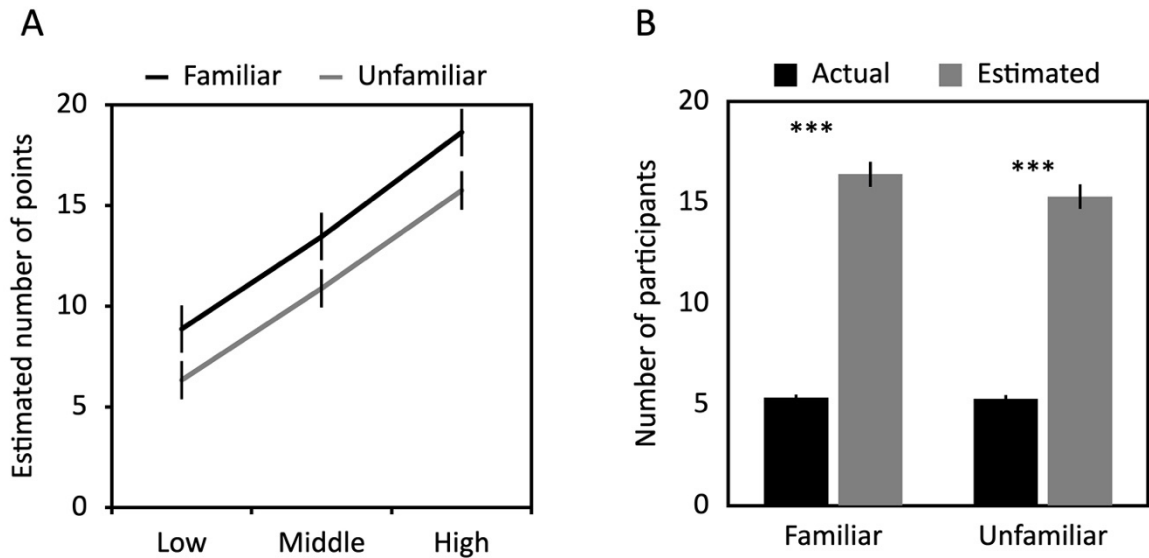 A
Familiar Unfamiliar
Estimated number of points
20
15
10
5
0
Low Middle High
B
Actual Estimated
Number of participants
20
15
10
5
0
***
***
Familiar Unfamiliar